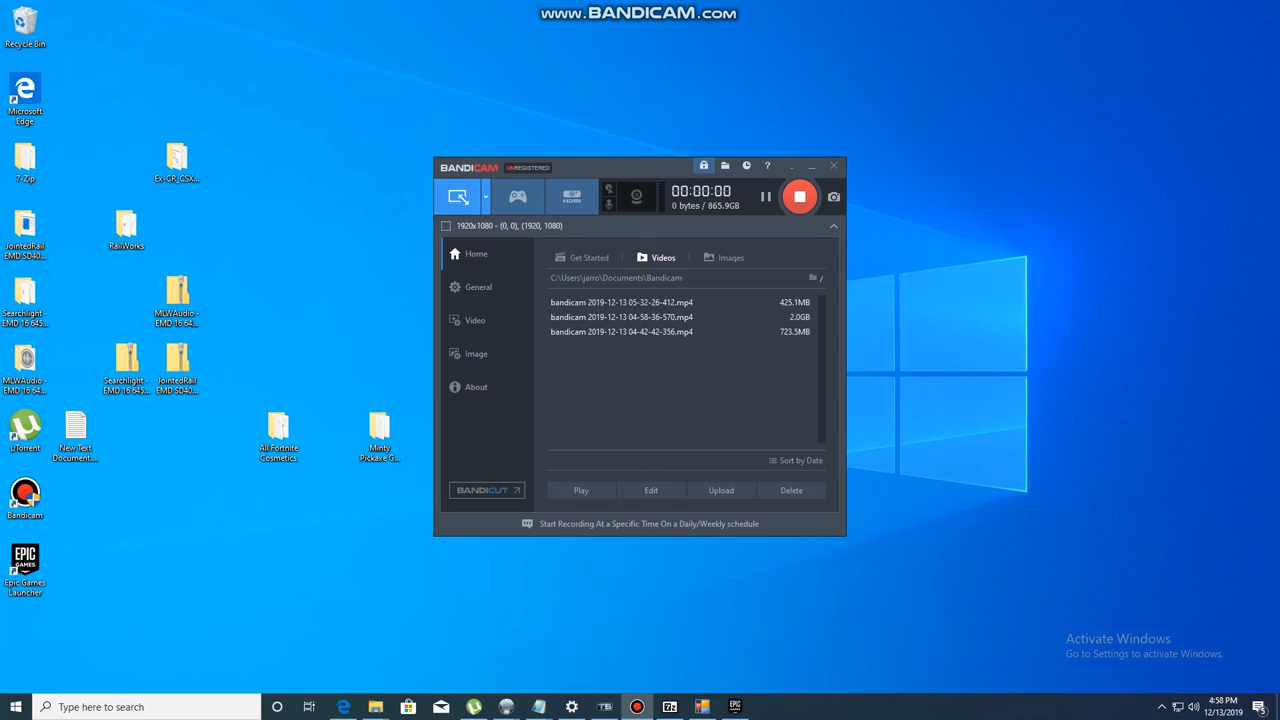 www.BANDICAM.com
Recycle Bin
Microsoft
Edge
7-Zip
Ex-CR_CSX...
JointedRail
EMD SD40...
RailWorks
Searchlight -
EMD 16 645...
MLWAudio -
EMD 16 64...
MLWAudio -
EMD 16 64...
Searchlight -
EMD 16 645...
JointedRail
EMD SD40...
µTorrent
New Text
Document....
All Fortnite
Cosmetics
Minty
Pickaxe G...
Bandicam
EPIC
GAMES
Epic Games
Launcher
BANDICAM UNREGISTERED
HDMI
00:00:00
0 bytes / 865.9GB
1920x1080 - (0, 0), (1920, 1080)
Home
General
Video
Image
About
BANDICUT
Get Started
Videos
Images
C:\Users\jarro\Documents\Bandicam
bandicam 2019-12-13 05-32-26-412.mp4 425.1MB
bandicam 2019-12-13 04-58-36-570.mp4 2.0GB
bandicam 2019-12-13 04-42-42-356.mp4 723.5MB
Sort by Date
Play Edit Upload Delete
Start Recording At a Specific Time On a Daily/Weekly schedule
Activate Windows
Go to Settings to activate Windows.
Type here to search
TS
4:58 PM
12/13/2019